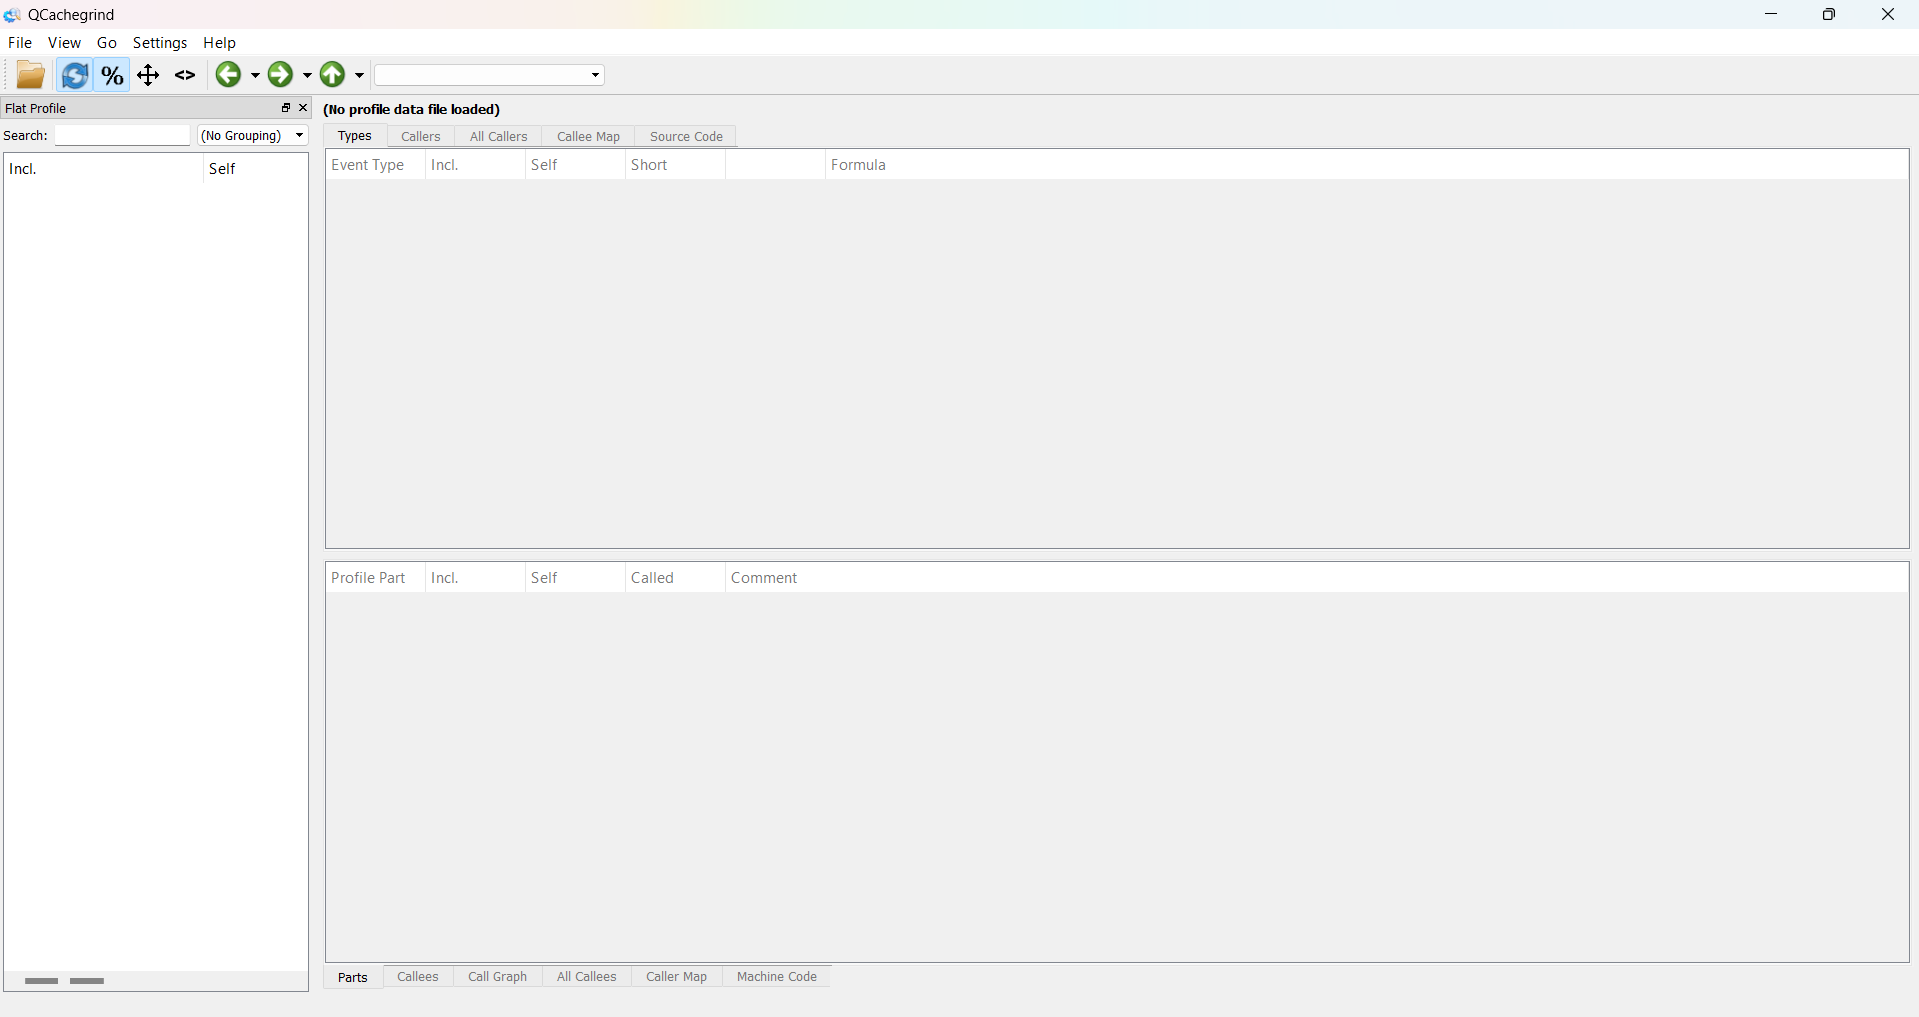 QCachegrind
File View Go Settings Help
%
<>
Flat Profile
(No profile data file loaded)
Search: (No Grouping)
Types Callers All Callers Callee Map Source Code
Incl. Self
Event Type Incl. Self Short Formula
Profile Part Incl. Self Called Comment
Parts Callees Call Graph All Callees Caller Map Machine Code